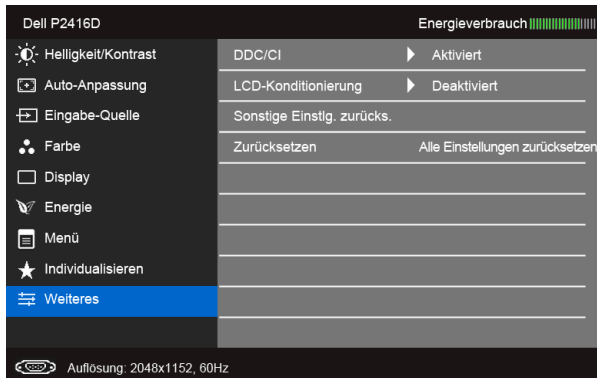 Dell P2416D Energieverbrauch
Helligkeit/Kontrast DDC/CI Aktiviert
Auto-Anpassung LCD-Konditionierung Deaktiviert
Eingabe-Quelle Sonstige Einstlg. zurücks.
Farbe Zurücksetzen Alle Einstellungen zurücksetzen
Display
Energie
Menü
Individualisieren
Weiteres
Auflösung: 2048x1152, 60Hz